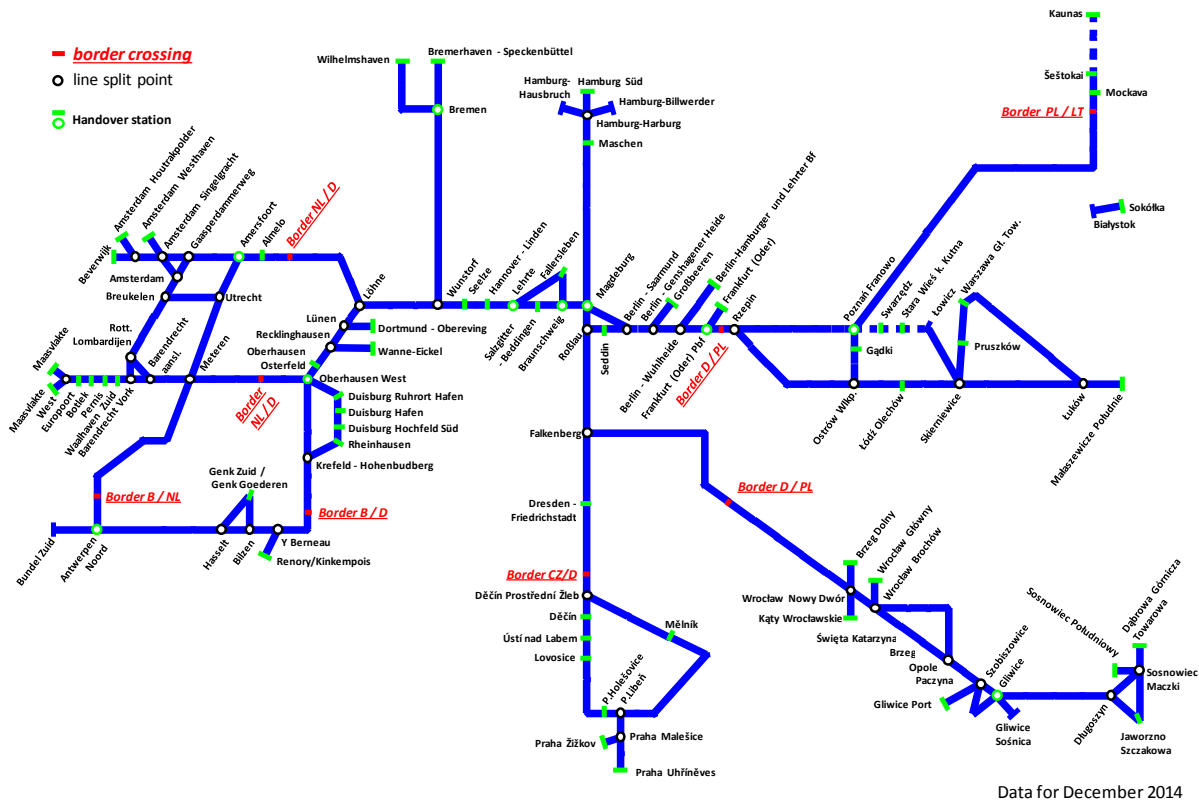 border crossing
line split point
Handover station
Kaunas
Šeštokai
Mockava
Border PL / LT
Sokółka
Białystok
Wilhelmshaven
Bremerhaven - Speckenbüttel
Bremen
Hamburg-
Hausbruch
Hamburg Süd
Hamburg-Billwerder
Hamburg-Harburg
Maschen
Beverwijk
Amsterdam Houtrakpolder
Amsterdam Westhaven
Amsterdam Singelgracht
Gaasperdammerweg
Amersfoort
Almelo
Border NL / D
Amsterdam
Breukelen
Utrecht
Löhne
Wunstorf
Seelze
Hannover - Linden
Lehrte
Fallersleben
Salzgitter
- Beddingen
Braunschweig
Magdeburg
Roßlau
Seddin
Berlin - Saarmund
Berlin - Genshagener Heide
Großbeeren
Berlin-Hamburger und Lehrter Bf
Frankfurt (Oder)
Rzepin
Berlin - Wuhlheide
Frankfurt (Oder) Pbf
Border D / PL
Poznań Franowo
Swarzędz
Stara Wieś k. Kutna
Łowicz
Warszawa Gł. Tow.
Gądki
Pruszków
Ostrów Wlkp.
Łódź Olechów
Skierniewice
Łuków
Małaszewicze Południe
Lünen
Recklinghausen
Dortmund - Obereving
Wanne-Eickel
Oberhausen
Osterfeld
Oberhausen West
Rott.
Lombardijen
Barendrecht
aansl.
Meteren
Maasvlakte
Maasvlakte
West
Europoort
Botlek
Pernis
Waalhaven Zuid
Barendrecht Vork
Border
NL / D
Duisburg Ruhrort Hafen
Duisburg Hafen
Duisburg Hochfeld Süd
Rheinhausen
Krefeld - Hohenbudberg
Genk Zuid /
Genk Goederen
Border B / NL
Border B / D
Bundel Zuid
Antwerpen
Noord
Hasselt
Bilzen
Y Berneau
Renory/Kinkempois
Falkenberg
Dresden -
Friedrichstadt
Border CZ/D
Děčín Prostřední Žleb
Děčín
Ústí nad Labem
Lovosice
Mělník
P.Holešovice
P.Libeň
Praha Žižkov
Praha Malešice
Praha Uhříněves
Border D / PL
Brzeg Dolny
Wrocław Główny
Wrocław Brochów
Wrocław Nowy Dwór
Kąty Wrocławskie
Święta Katarzyna
Brzeg
Opole
Paczyna
Szobiszowice
Gliwice
Gliwice Port
Gliwice
Sośnica
Sosnowiec Południowy
Dąbrowa Górnicza
Towarowa
Sosnowiec
Maczki
Długoszyn
Jaworzno
Szczakowa
Data for December 2014